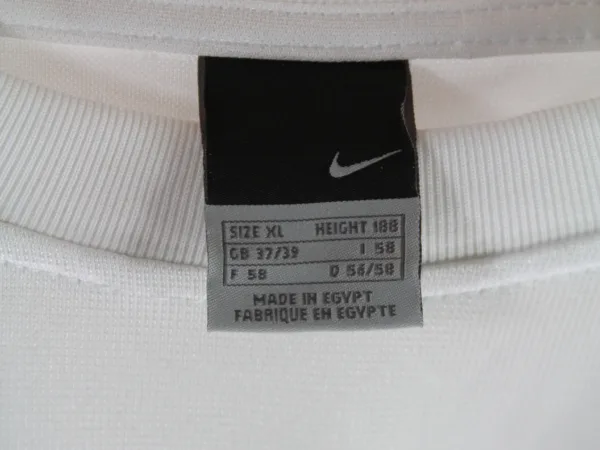 SIZE XL HEIGHT 188
GB 37/39 I 58
F 58 D 56/58
MADE IN EGYPT
FABRIQUE EN EGYPTE